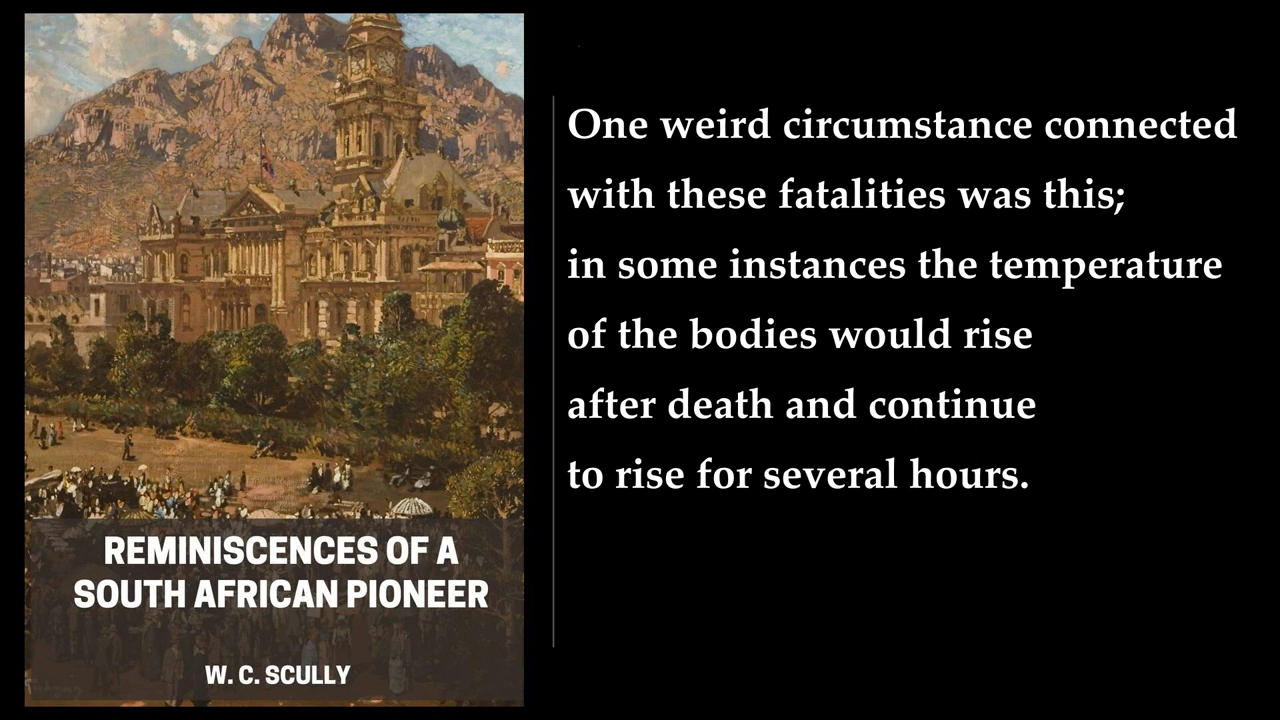 One weird circumstance connected
with these fatalities was this;
in some instances the temperature
of the bodies would rise
after death and continue
to rise for several hours.
REMINISCENCES OF A
SOUTH AFRICAN PIONEER
W. C. SCULLY